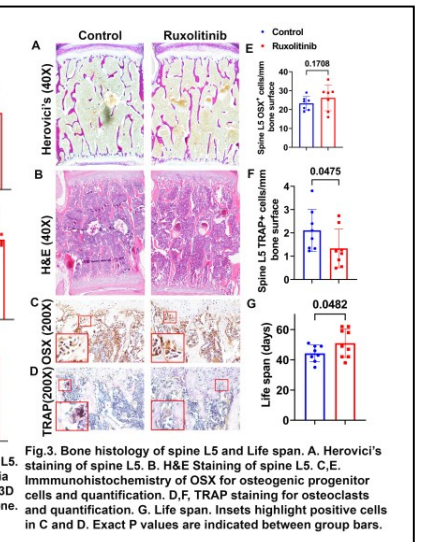 Control
Ruxolitinib
Control
Ruxolitinib
A
Herovici's (40X)
B
H&E (40X)
C
OSX (200X)
D
TRAP(200X)
E
Spine L5 OSX+ cells/mm
bone surface
40
30
20
10
0
0.1708
F
Spine L5 TRAP+ cells/mm
bone surface
4
3
2
1
0
0.0475
G
Life span (days)
60
40
20
0
0.0482
L5.
ia
3D
ne.
Fig.3. Bone histology of spine L5 and Life span. A. Herovici's
staining of spine L5. B. H&E Staining of spine L5. C,E.
Immmunohistochemistry of OSX for osteogenic progenitor
cells and quantification. D,F, TRAP staining for osteoclasts
and quantification. G. Life span. Insets highlight positive cells
in C and D. Exact P values are indicated between group bars.